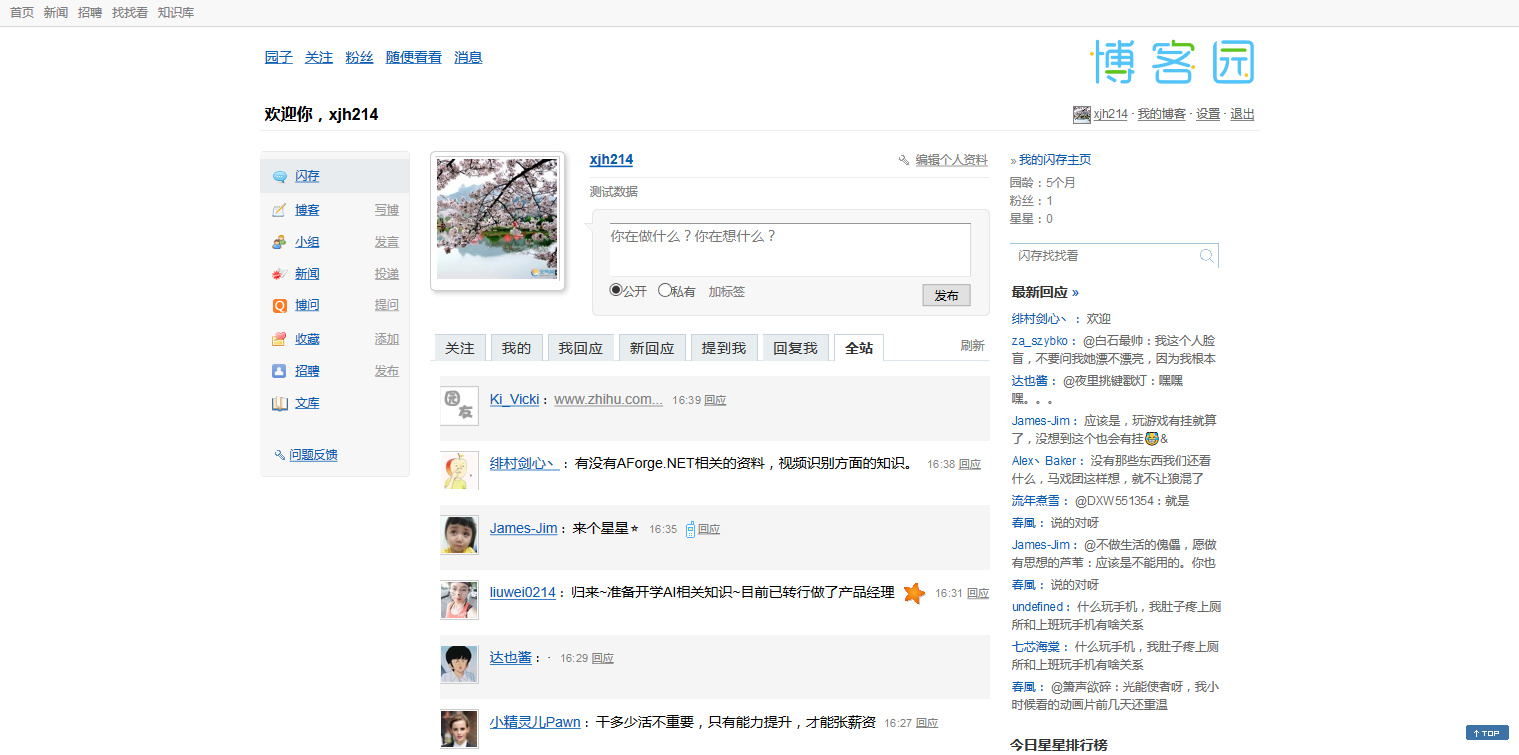 首页 新闻 招聘 找找看 知识库
园子 关注 粉丝 随便看看 消息
博客园
欢迎你，xjh214
xjh214 · 我的博客 · 设置 · 退出
闪存
博客 写博
小组 发言
新闻 投递
博问 提问
收藏 添加
招聘 发布
文库
问题反馈
xjh214
编辑个人资料
测试数据
你在做什么？你在想什么？
公开 私有 加标签 发布
关注 我的 我回应 新回应 提到我 回复我 全站 刷新
Ki_Vicki： www.zhihu.com... 16:39 回应
绯村剑心丶 ：有没有AForge.NET相关的资料，视频识别方面的知识。 16:38 回应
James-Jim： 来个星星⭐ 16:35 回应
liuwei0214： 归来~准备开学AI相关知识~目前已转行做了产品经理 16:31 回应
达也酱： · 16:29 回应
小精灵儿Pawn： 干多少活不重要，只有能力提升，才能张薪资 16:27 回应
» 我的闪存主页
园龄：5个月
粉丝：1
星星：0
闪存找找看
最新回应 »
绯村剑心丶 ： 欢迎
za_szybko： @白石最帅：我这个人脸
盲，不要问我她漂不漂亮，因为我根本
达也酱： @夜里挑键戳灯：嘿嘿
嘿。。。
James-Jim： 应该是，玩游戏有挂就算
了，没想到这个也会有挂🐯&
Alex丶Baker： 没有那些东西我们还看
什么，马戏团这样想，就不让狼混了
流年煮雪： @DXW551354：就是
春風： 说的对呀
James-Jim： @不做生活的傀儡，愿做
有思想的芦苇：应该是不能用的。你也
春風： 说的对呀
undefined： 什么玩手机，我肚子疼上厕
所和上班玩手机有啥关系
七芯海棠： 什么玩手机，我肚子疼上厕
所和上班玩手机有啥关系
春風： @箫声欲碎：光能使者呀，我小
时候看的动画片前几天还重温
今日星星排行榜
TOP